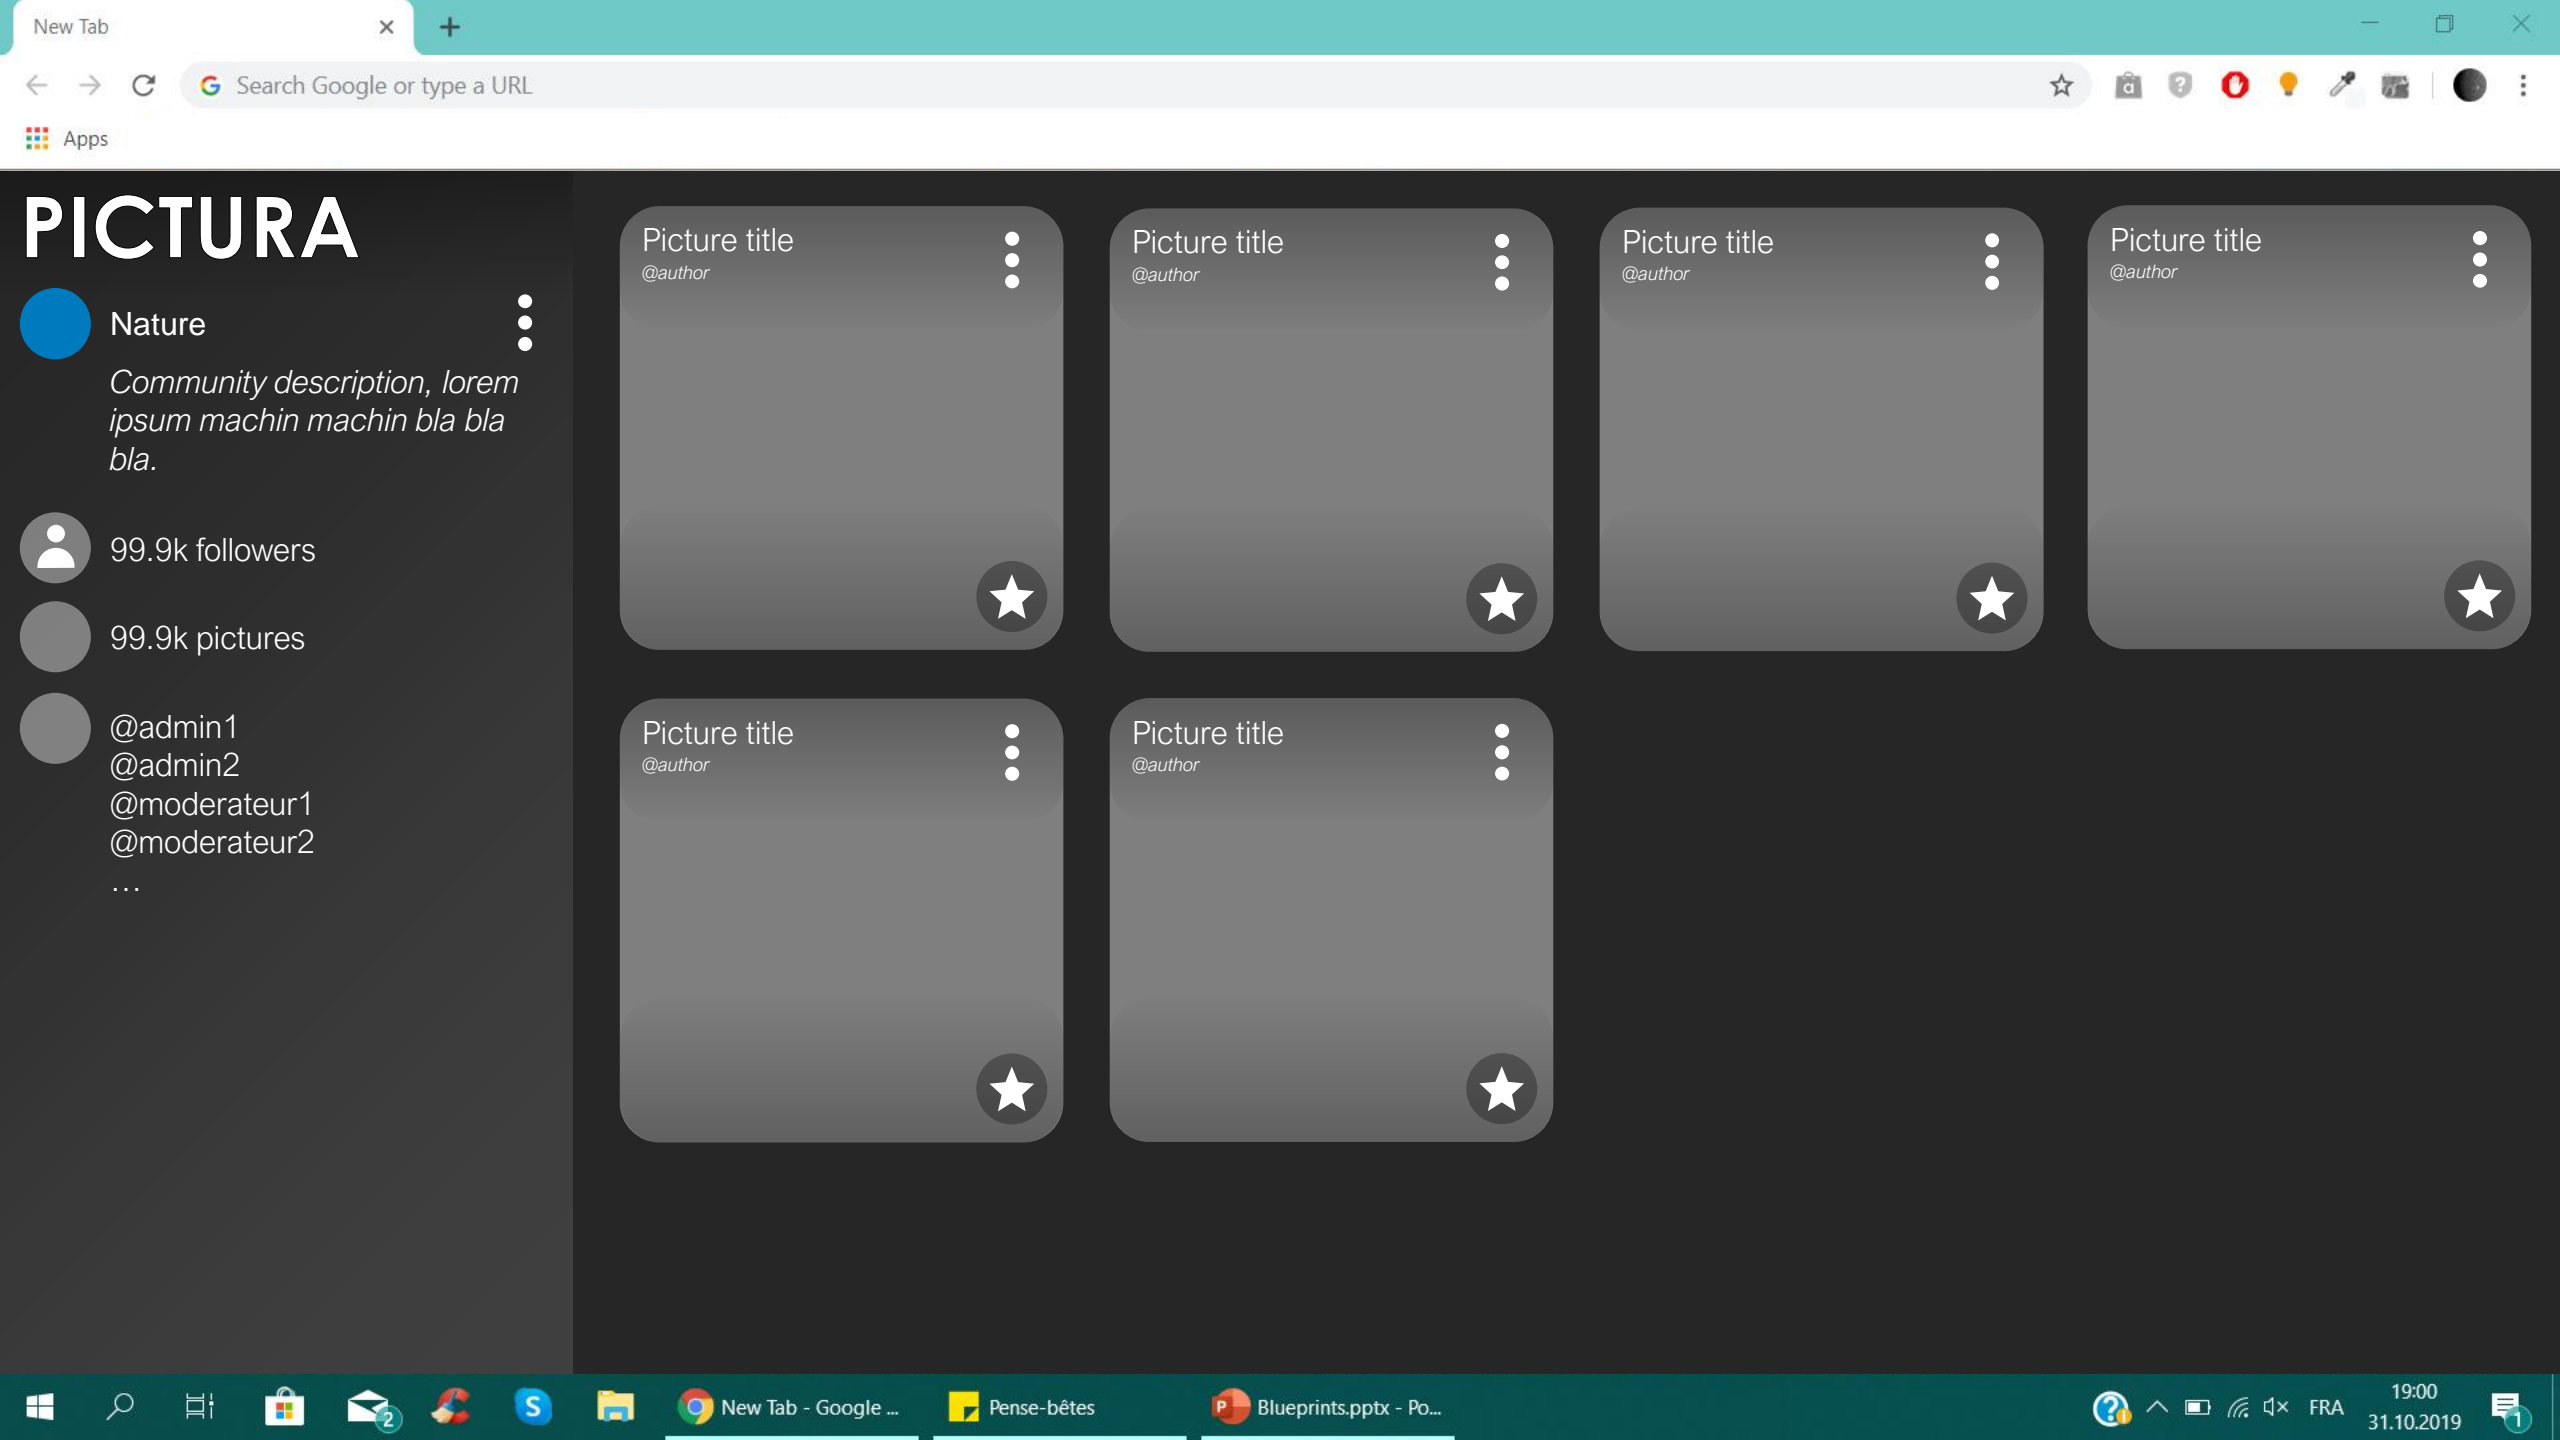 New Tab
Search Google or type a URL
Apps
PICTURA
Nature
Community description, lorem
ipsum machin machin bla bla
bla.
99.9k followers
99.9k pictures
@admin1
@admin2
@moderateur1
@moderateur2
…
Picture title
@author
Picture title
@author
Picture title
@author
Picture title
@author
Picture title
@author
Picture title
@author
2
S
New Tab - Google ...
Pense-bêtes
P
Blueprints.pptx - Po...
FRA
19:00
31.10.2019
1